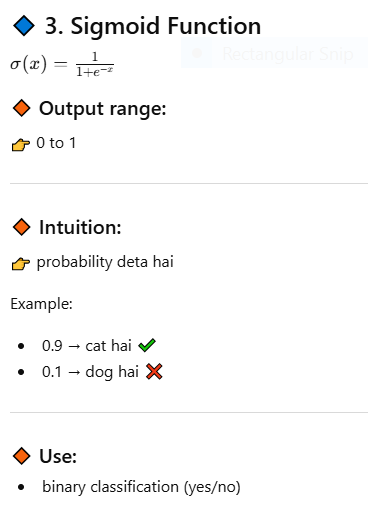 🔷 3. Sigmoid Function
Rectangular Snip
σ(x) = 1/(1+e^{-x})
🔶 Output range:
👉 0 to 1
🔶 Intuition:
👉 probability deta hai
Example:
• 0.9 → cat hai ✔
• 0.1 → dog hai ❌
🔶 Use:
• binary classification (yes/no)